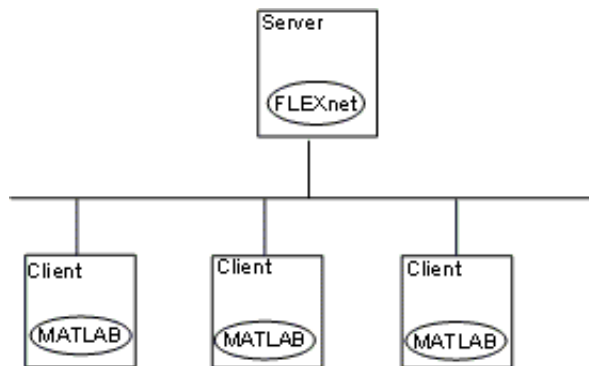 Server
FLEXnet
Client
Client
Client
MATLAB
MATLAB
MATLAB